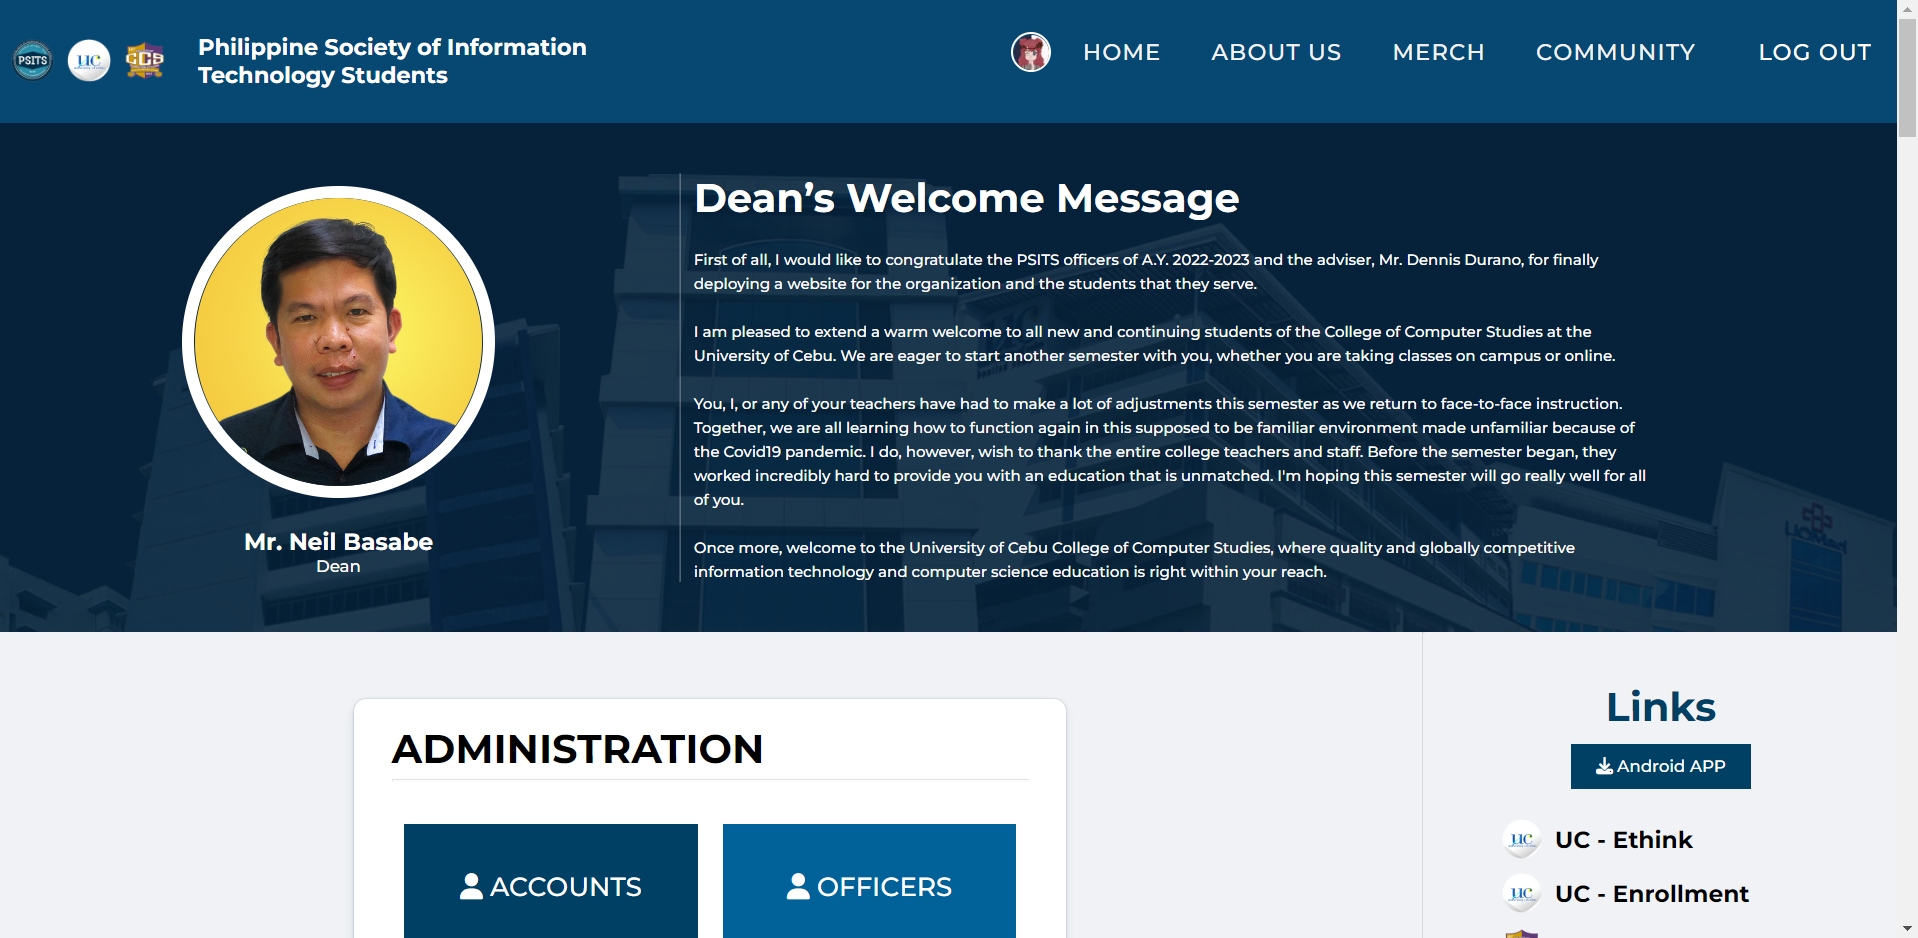 PSITS
UC
CCS
Philippine Society of Information
Technology Students
HOME
ABOUT US
MERCH
COMMUNITY
LOG OUT
Dean’s Welcome Message
First of all, I would like to congratulate the PSITS officers of A.Y. 2022-2023 and the adviser, Mr. Dennis Durano, for finally
deploying a website for the organization and the students that they serve.
I am pleased to extend a warm welcome to all new and continuing students of the College of Computer Studies at the
University of Cebu. We are eager to start another semester with you, whether you are taking classes on campus or online.
You, I, or any of your teachers have had to make a lot of adjustments this semester as we return to face-to-face instruction.
Together, we are all learning how to function again in this supposed to be familiar environment made unfamiliar because of
the Covid19 pandemic. I do, however, wish to thank the entire college teachers and staff. Before the semester began, they
worked incredibly hard to provide you with an education that is unmatched. I'm hoping this semester will go really well for all
of you.
Once more, welcome to the University of Cebu College of Computer Studies, where quality and globally competitive
information technology and computer science education is right within your reach.
Mr. Neil Basabe
Dean
UCMed
ADMINISTRATION
ACCOUNTS
OFFICERS
Links
Android APP
UC
UC - Ethink
UC
UC - Enrollment